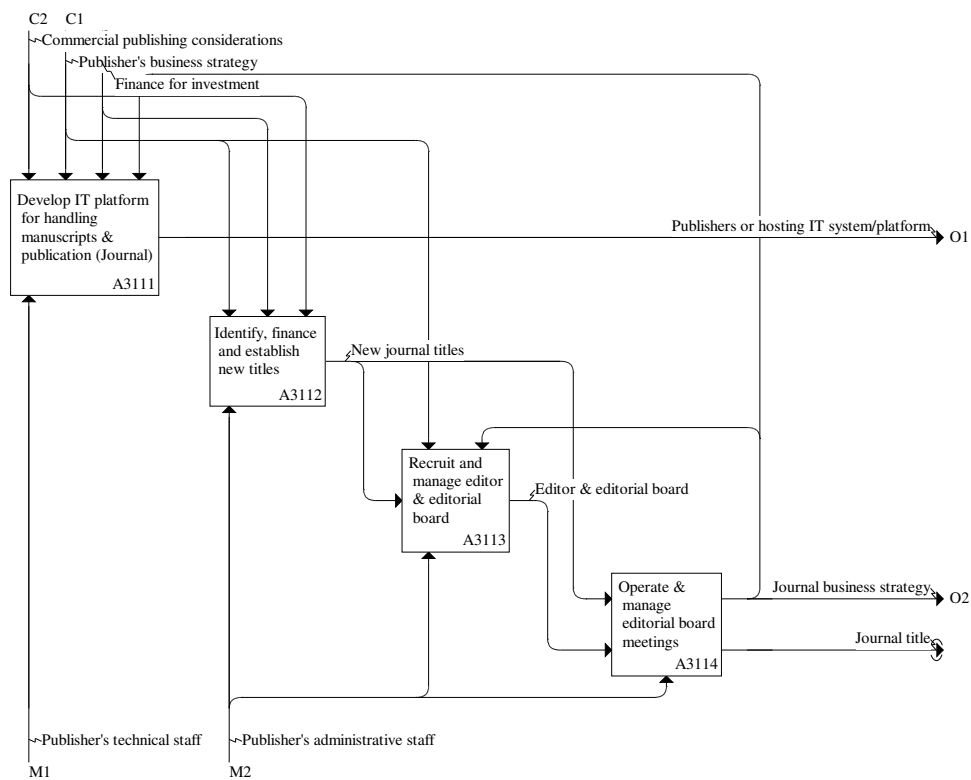 C2 C1
Commercial publishing considerations
Publisher's business strategy
Finance for investment
Develop IT platform
for handling
manuscripts &
publication (Journal)
A3111
Publishers or hosting IT system/platform
O1
Identify, finance
and establish
new titles
A3112
New journal titles
Recruit and
manage editor
& editorial
board
A3113
Editor & editorial board
Operate &
manage
editorial board
meetings
A3114
Journal business strategy
O2
Journal title
Publisher's technical staff
Publisher's administrative staff
M1
M2